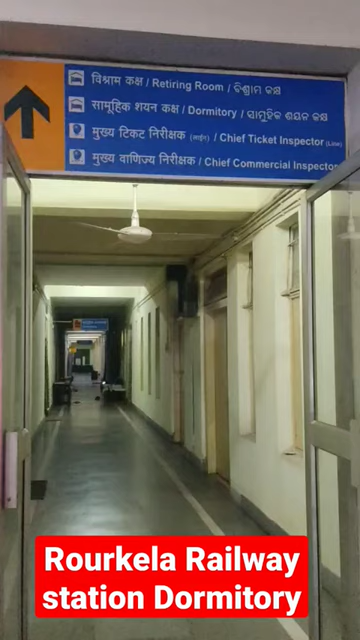 विश्राम कक्ष / Retiring Room / ବିଶ୍ରାମ କକ୍ଷ
सामूहिक शयन कक्ष / Dormitory / ସାମୁହିକ ଶୟନ କକ୍ଷ
मुख्य टिकट निरीक्षक (लाईन) / Chief Ticket Inspector (Line)
मुख्य वाणिज्य निरीक्षक / Chief Commercial Inspector
Rourkela Railway
station Dormitory